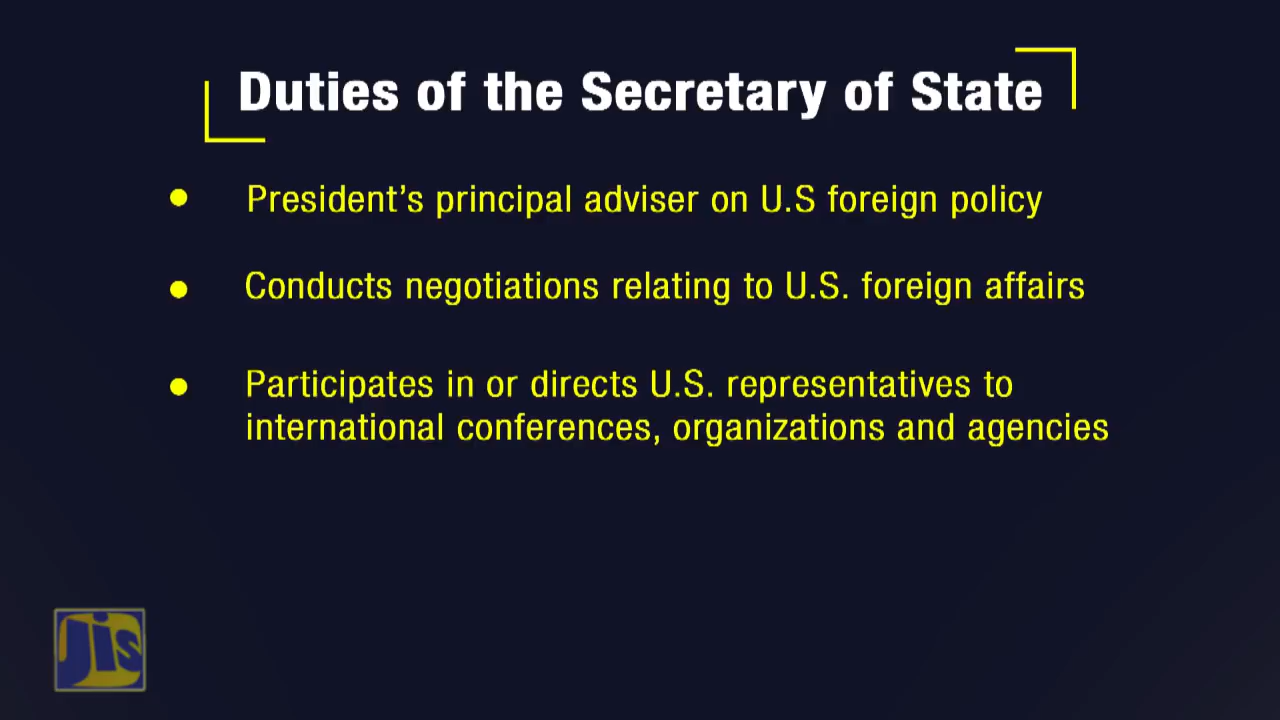 Duties of the Secretary of State
President's principal adviser on U.S foreign policy
Conducts negotiations relating to U.S. foreign affairs
Participates in or directs U.S. representatives to
international conferences, organizations and agencies
Jis